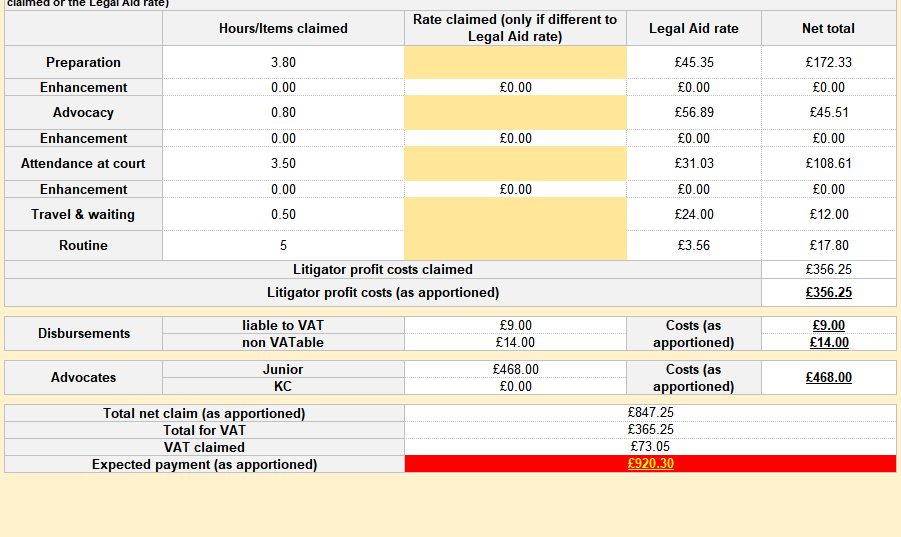 claimed or the Legal Aid rate)
Hours/Items claimed Rate claimed (only if different to Legal Aid rate) Legal Aid rate Net total
Preparation 3.80 £45.35 £172.33
Enhancement 0.00 £0.00 £0.00 £0.00
Advocacy 0.80 £56.89 £45.51
Enhancement 0.00 £0.00 £0.00 £0.00
Attendance at court 3.50 £31.03 £108.61
Enhancement 0.00 £0.00 £0.00 £0.00
Travel & waiting 0.50 £24.00 £12.00
Routine 5 £3.56 £17.80
Litigator profit costs claimed £356.25
Litigator profit costs (as apportioned) £356.25
Disbursements liable to VAT £9.00 Costs (as apportioned) £9.00
non VATable £14.00 £14.00
Advocates Junior £468.00 Costs (as apportioned) £468.00
KC £0.00
Total net claim (as apportioned) £847.25
Total for VAT £365.25
VAT claimed £73.05
Expected payment (as apportioned) £920.30